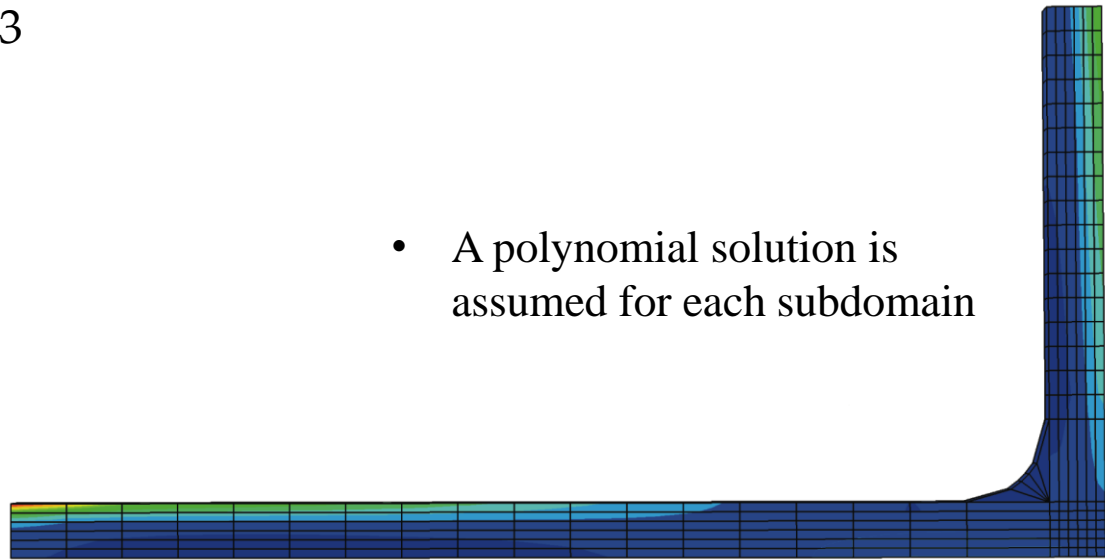 3
• A polynomial solution is
assumed for each subdomain